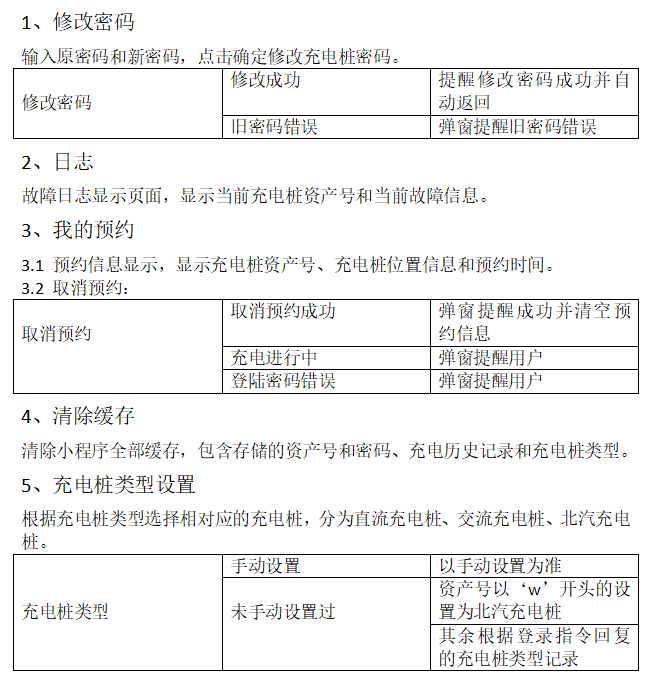 1、修改密码
输入原密码和新密码，点击确定修改充电桩密码。
修改密码
修改成功
提醒修改密码成功并自
动返回
旧密码错误
弹窗提醒旧密码错误
2、日志
故障日志显示页面，显示当前充电桩资产号和当前故障信息。
3、我的预约
3.1 预约信息显示，显示充电桩资产号、充电桩位置信息和预约时间。
3.2 取消预约：
取消预约
取消预约成功
弹窗提醒成功并清空预
约信息
充电进行中
弹窗提醒用户
登陆密码错误
弹窗提醒用户
4、清除缓存
清除小程序全部缓存，包含存储的资产号和密码、充电历史记录和充电桩类型。
5、充电桩类型设置
根据充电桩类型选择相对应的充电桩，分为直流充电桩、交流充电桩、北汽充电
桩。
充电桩类型
手动设置
以手动设置为准
未手动设置过
资产号以‘w’开头的设
置为北汽充电桩
其余根据登录指令回复
的充电桩类型记录